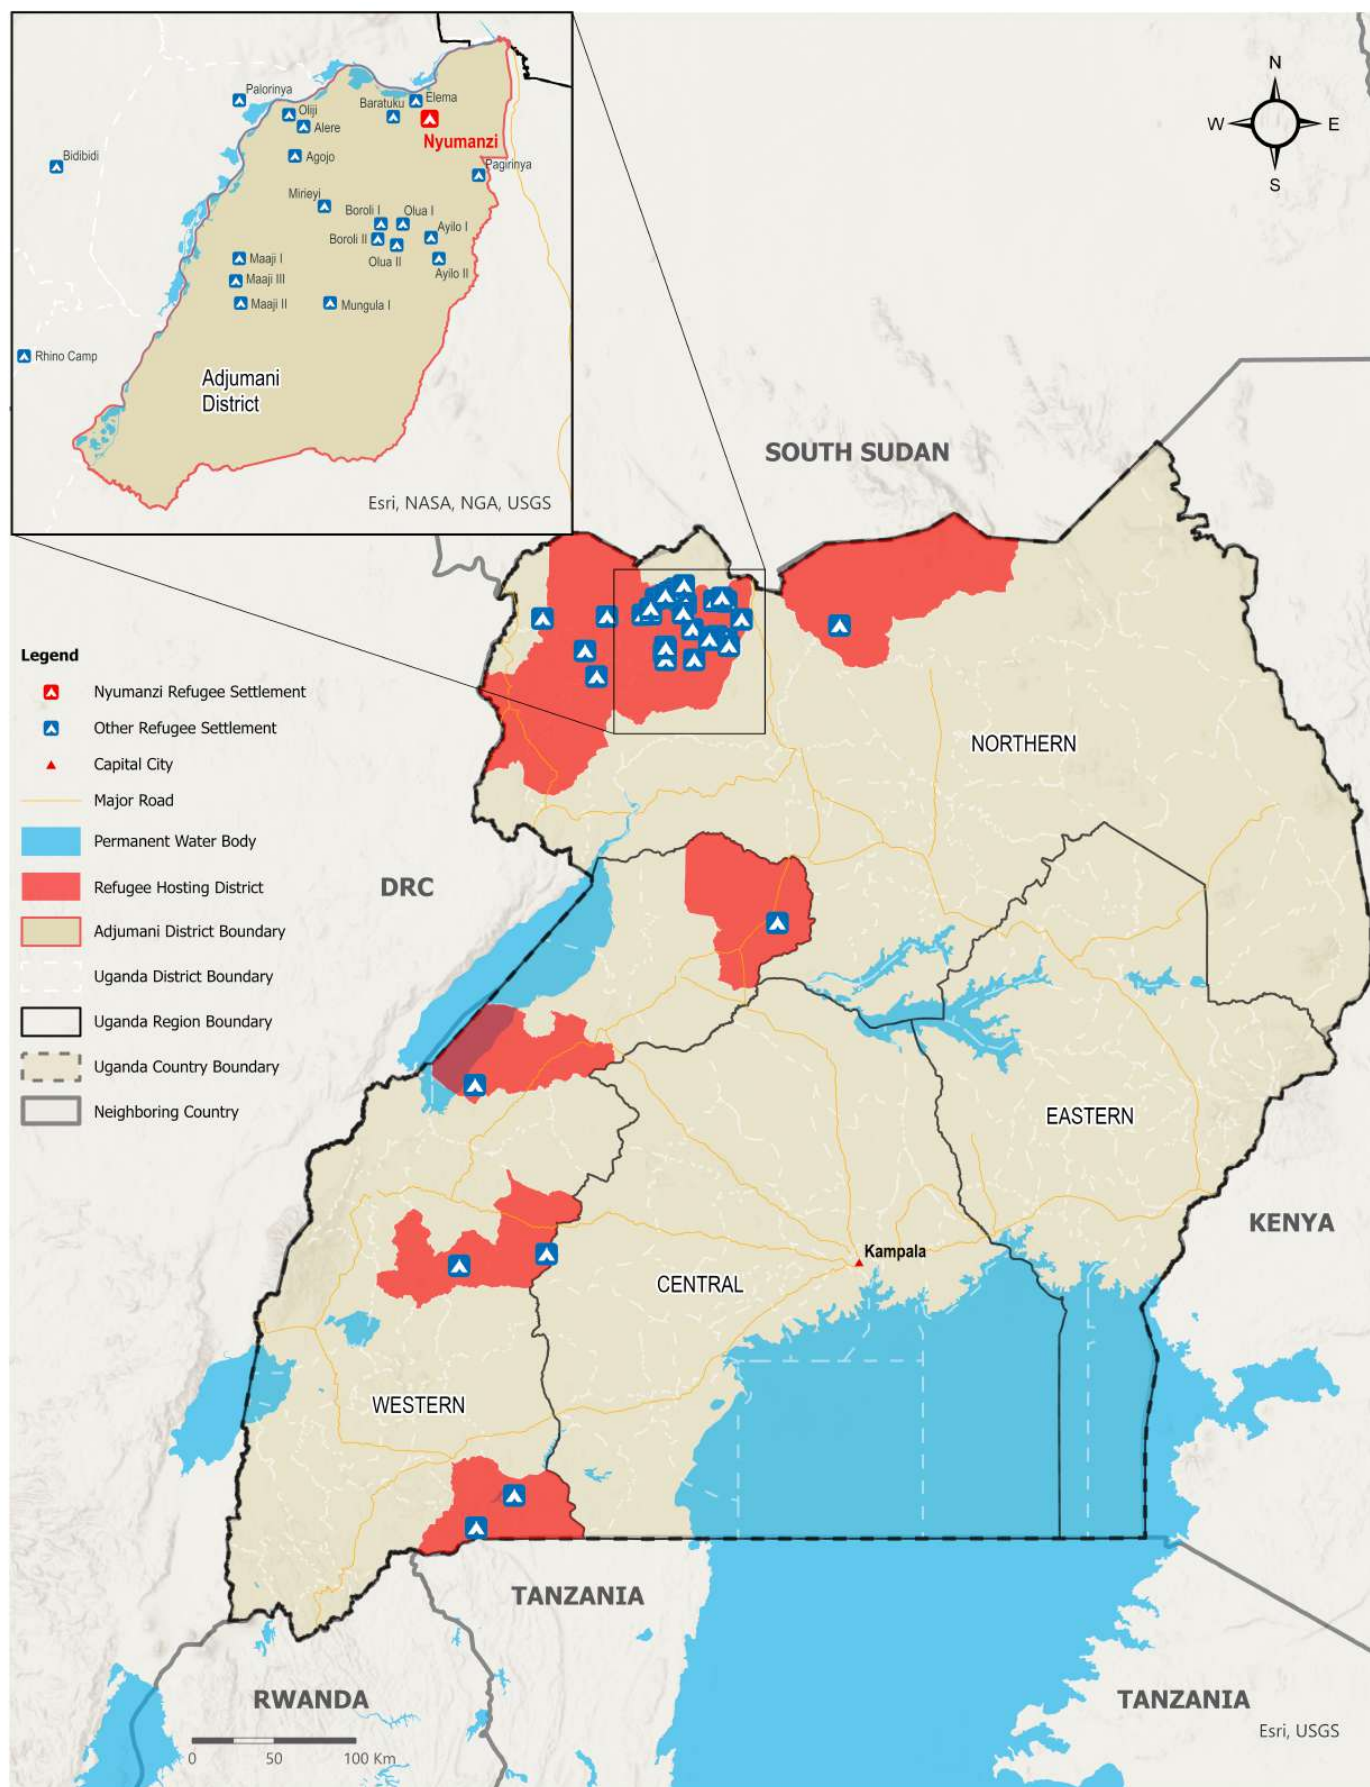 Palorinya
Oliji
Alere
Baratuku
Elema
Nyumanzi
Bidibidi
Agojo
Pagirinya
Mirieyi
Boroli I
Olua I
Ayilo I
Boroli II
Olua II
Ayilo II
Maaji I
Maaji III
Maaji II
Mungula I
Rhino Camp
Adjumani
District
Esri, NASA, NGA, USGS
N
W
E
S
SOUTH SUDAN
Legend
Nyumanzi Refugee Settlement
Other Refugee Settlement
Capital City
Major Road
Permanent Water Body
Refugee Hosting District
Adjumani District Boundary
Uganda District Boundary
Uganda Region Boundary
Uganda Country Boundary
Neighboring Country
NORTHERN
DRC
EASTERN
KENYA
Kampala
CENTRAL
WESTERN
TANZANIA
RWANDA
TANZANIA
0 50 100 Km
Esri, USGS